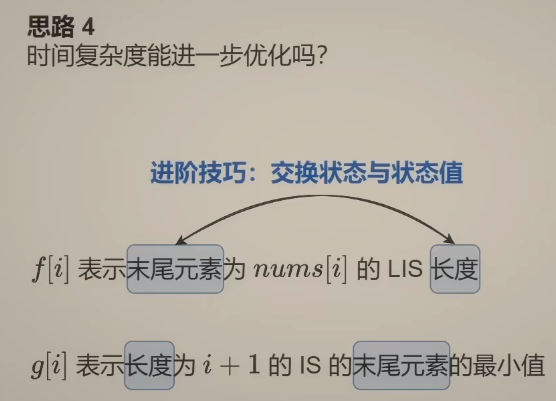 思路 4
时间复杂度能进一步优化吗？
进阶技巧：交换状态与状态值
f[i] 表示末尾元素为 nums[i] 的 LIS 长度
g[i] 表示长度为 i + 1 的 IS 的末尾元素的最小值